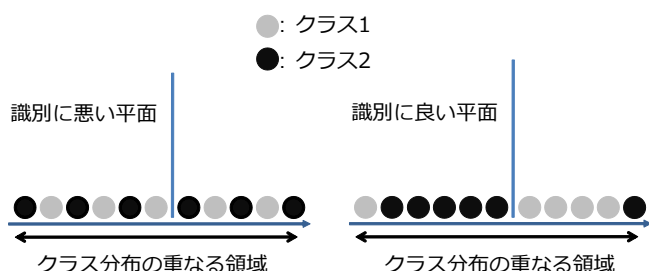 : クラス1
: クラス2
識別に悪い平面
識別に良い平面
クラス分布の重なる領域
クラス分布の重なる領域